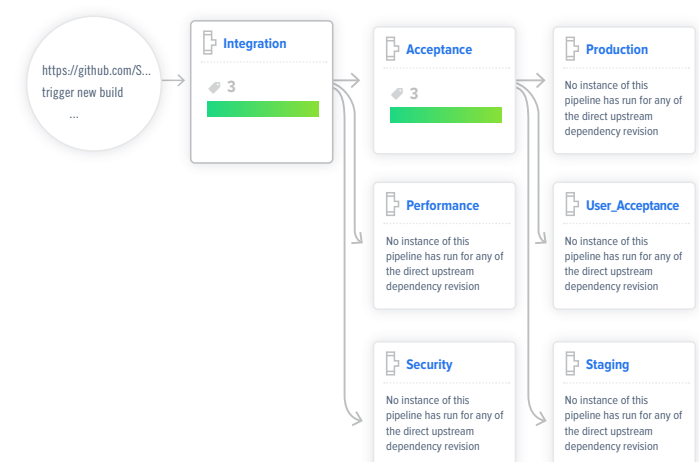 https://github.com/S...
trigger new build
...
Integration
3
Acceptance
3
Production
No instance of this
pipeline has run for any of
the direct upstream
dependency revision
Performance
No instance of this
pipeline has run for any of
the direct upstream
dependency revision
User_Acceptance
No instance of this
pipeline has run for any of
the direct upstream
dependency revision
Security
No instance of this
pipeline has run for any of
the direct upstream
dependency revision
Staging
No instance of this
pipeline has run for any of
the direct upstream
dependency revision